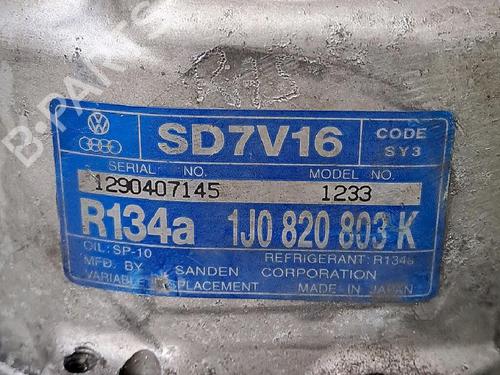 RAE
SD7V16
CODE
SY3
SERIAL NO. MODEL NO.
1290407145 1233
R134a 1J0 820 803 K
OIL: SP-10 REFRIGERANT: R134a
MFD. BY SANDEN CORPORATION
VARIABLE DISPLACEMENT MADE IN JAPAN
B-PARTS